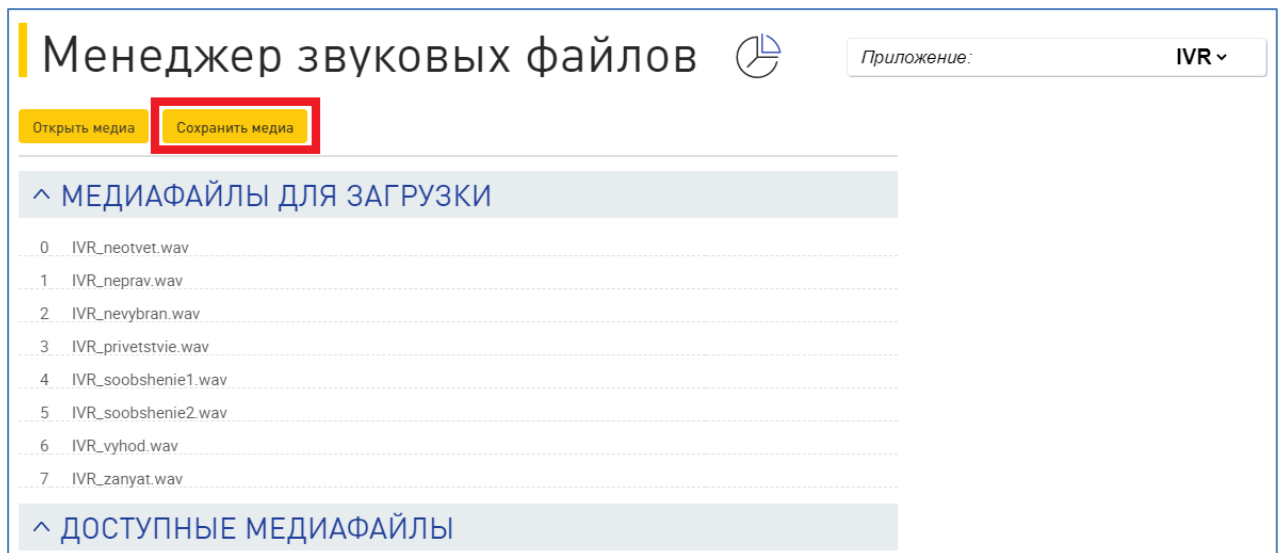 Менеджер звуковых файлов
Приложение: IVR
Открыть медиа Сохранить медиа
МЕДИАФАЙЛЫ ДЛЯ ЗАГРУЗКИ
0 IVR_neotvet.wav
1 IVR_neprav.wav
2 IVR_nevybran.wav
3 IVR_privetstvie.wav
4 IVR_soobshenie1.wav
5 IVR_soobshenie2.wav
6 IVR_vyhod.wav
7 IVR_zanyat.wav
ДОСТУПНЫЕ МЕДИАФАЙЛЫ